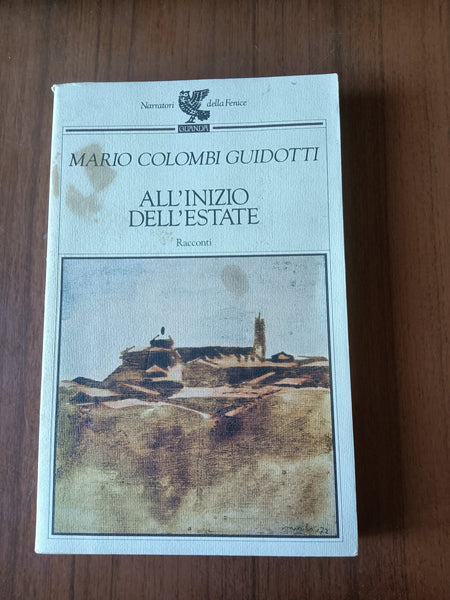 Narratori della Fenice
GUANDA
MARIO COLOMBI GUIDOTTI
ALL'INIZIO
DELL'ESTATE
Racconti